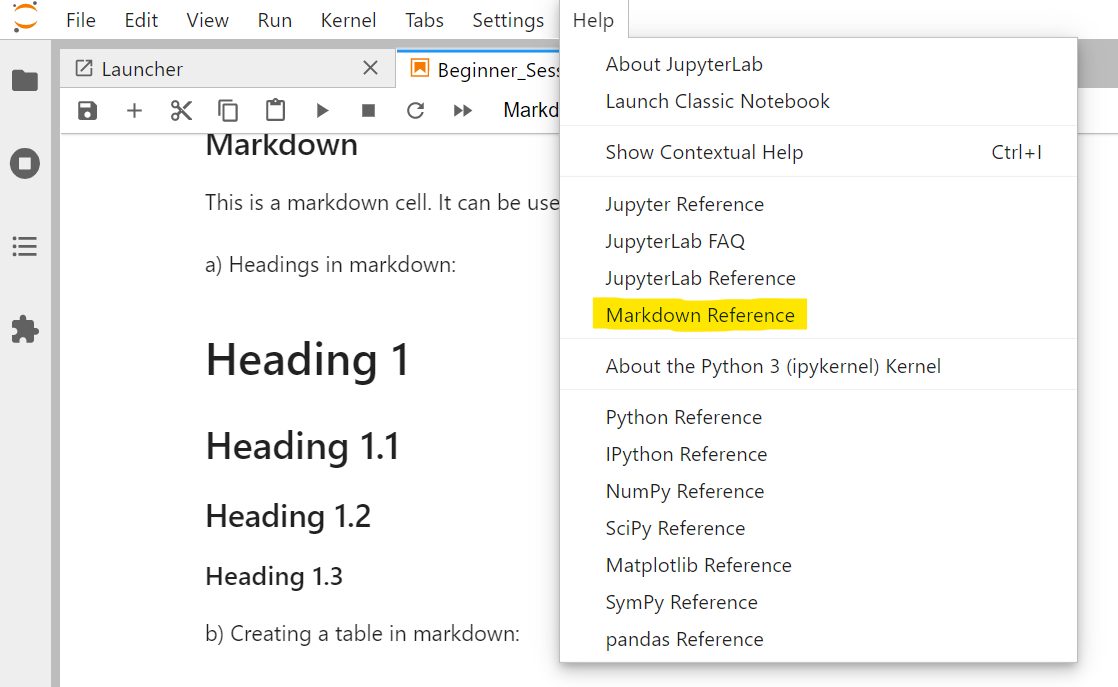 File Edit View Run Kernel Tabs Settings Help
Launcher
Beginner_Sess
Markd
Markdown
This is a markdown cell. It can be use
a) Headings in markdown:
Heading 1
Heading 1.1
Heading 1.2
Heading 1.3
b) Creating a table in markdown:
About JupyterLab
Launch Classic Notebook
Show Contextual Help Ctrl+I
Jupyter Reference
JupyterLab FAQ
JupyterLab Reference
Markdown Reference
About the Python 3 (ipykernel) Kernel
Python Reference
IPython Reference
NumPy Reference
SciPy Reference
Matplotlib Reference
SymPy Reference
pandas Reference